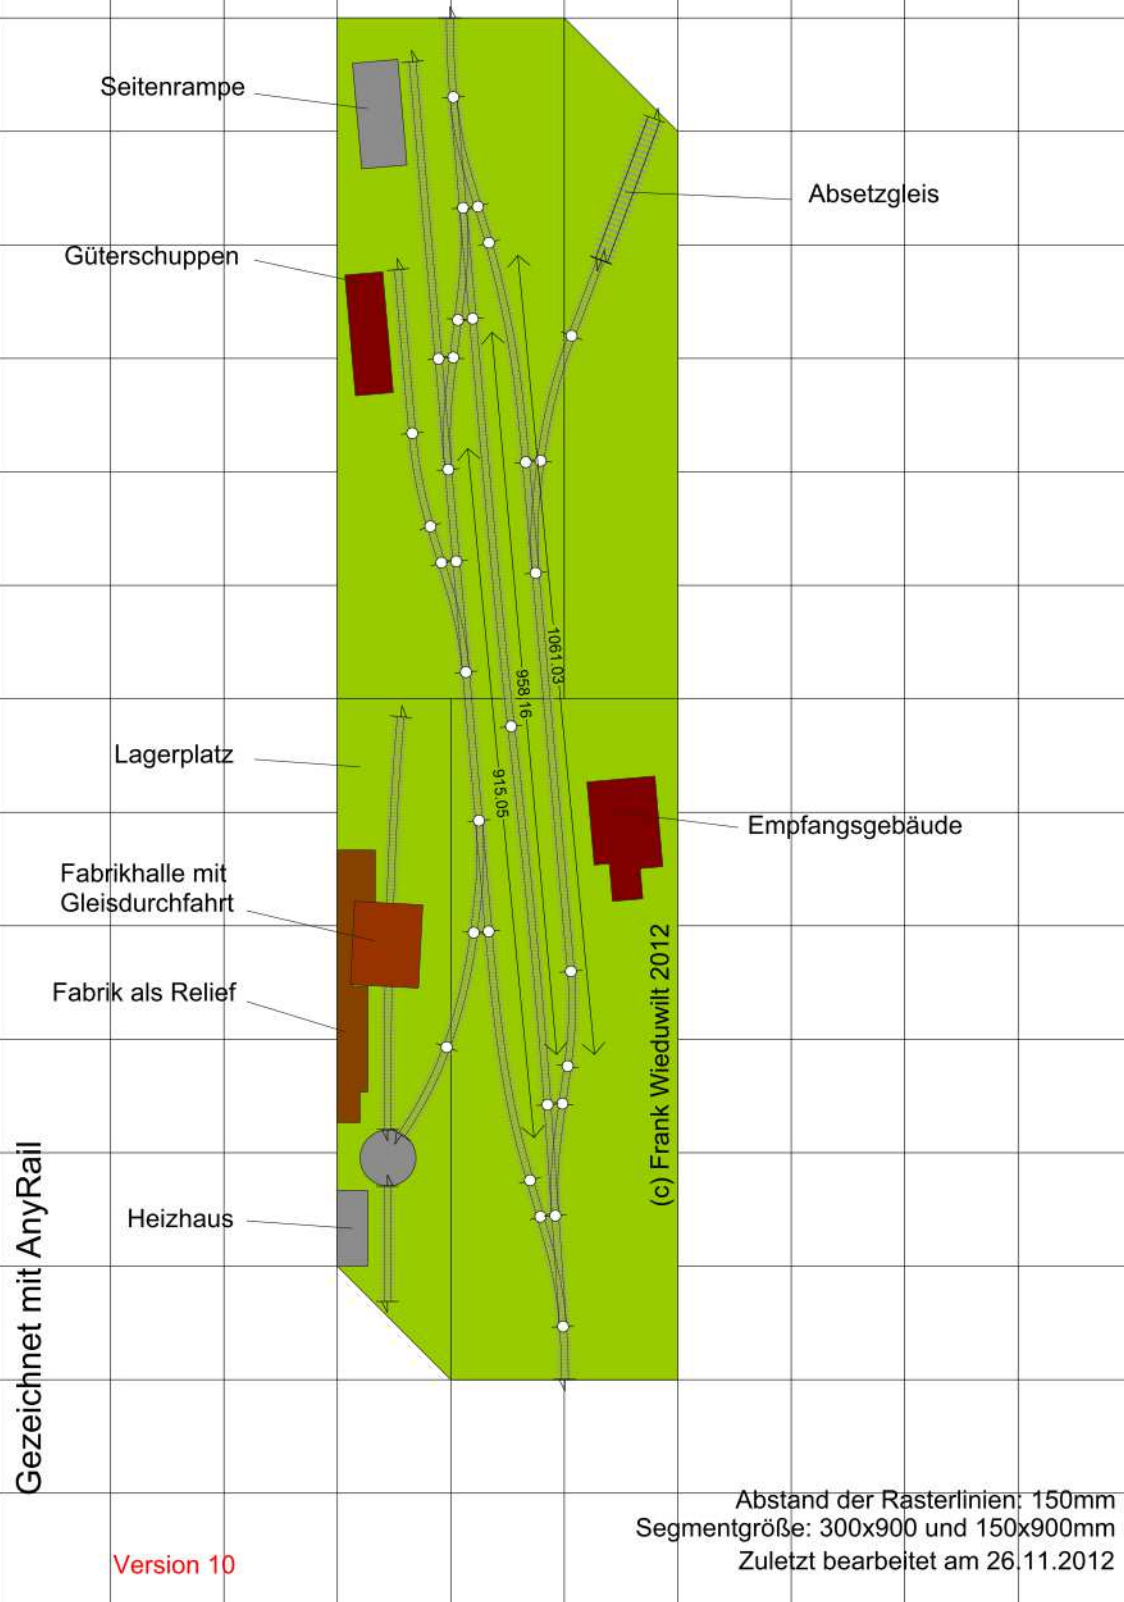 Seitenrampe
Absetzgleis
Güterschuppen
1061.03
958.16
915.05
Lagerplatz
Empfangsgebäude
Fabrikhalle mit
Gleisdurchfahrt
Fabrik als Relief
(c) Frank Wieduwilt 2012
Heizhaus
Gezeichnet mit AnyRail
Abstand der Rasterlinien: 150mm
Segmentgröße: 300x900 und 150x900mm
Zuletzt bearbeitet am 26.11.2012
Version 10